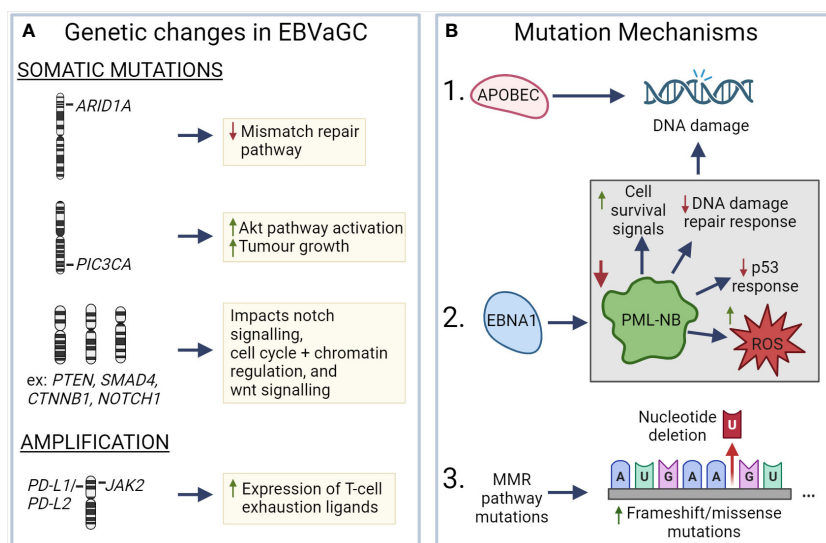 A Genetic changes in EBVaGC
SOMATIC MUTATIONS
ARID1A
Mismatch repair
pathway
PIC3CA
Akt pathway activation
Tumour growth
Impacts notch
signalling,
cell cycle + chromatin
regulation, and
wnt signalling
ex: PTEN, SMAD4,
CTNNB1, NOTCH1
AMPLIFICATION
PD-L1/
PD-L2
JAK2
Expression of T-cell
exhaustion ligands
B Mutation Mechanisms
1. APOBEC
DNA damage
Cell
survival
signals
DNA damage
repair response
p53
response
2. EBNA1
PML-NB
ROS
Nucleotide
deletion
U
3. MMR
pathway
mutations
A U G A A G U
...
Frameshift/missense
mutations